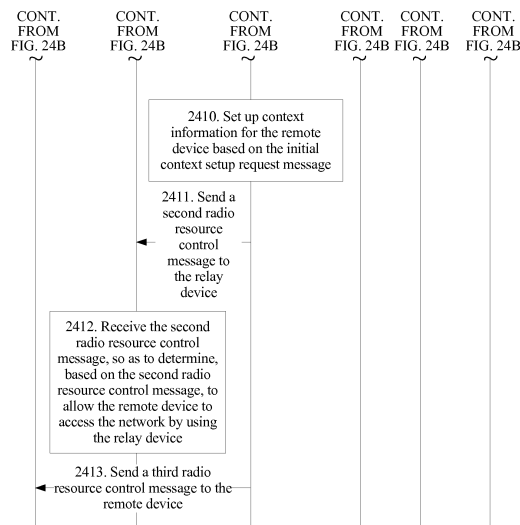 CONT. FROM FIG. 24B
CONT. FROM FIG. 24B
CONT. FROM FIG. 24B
CONT. FROM FIG. 24B
CONT. FROM FIG. 24B
CONT. FROM FIG. 24B
2410. Set up context
information for the remote
device based on the initial
context setup request message
2411. Send a
second radio
resource
control
message to
the relay
device
2412. Receive the second
radio resource control
message, so as to determine,
based on the second radio
resource control message, to
allow the remote device to
access the network by using
the relay device
2413. Send a third radio
resource control message to the
remote device